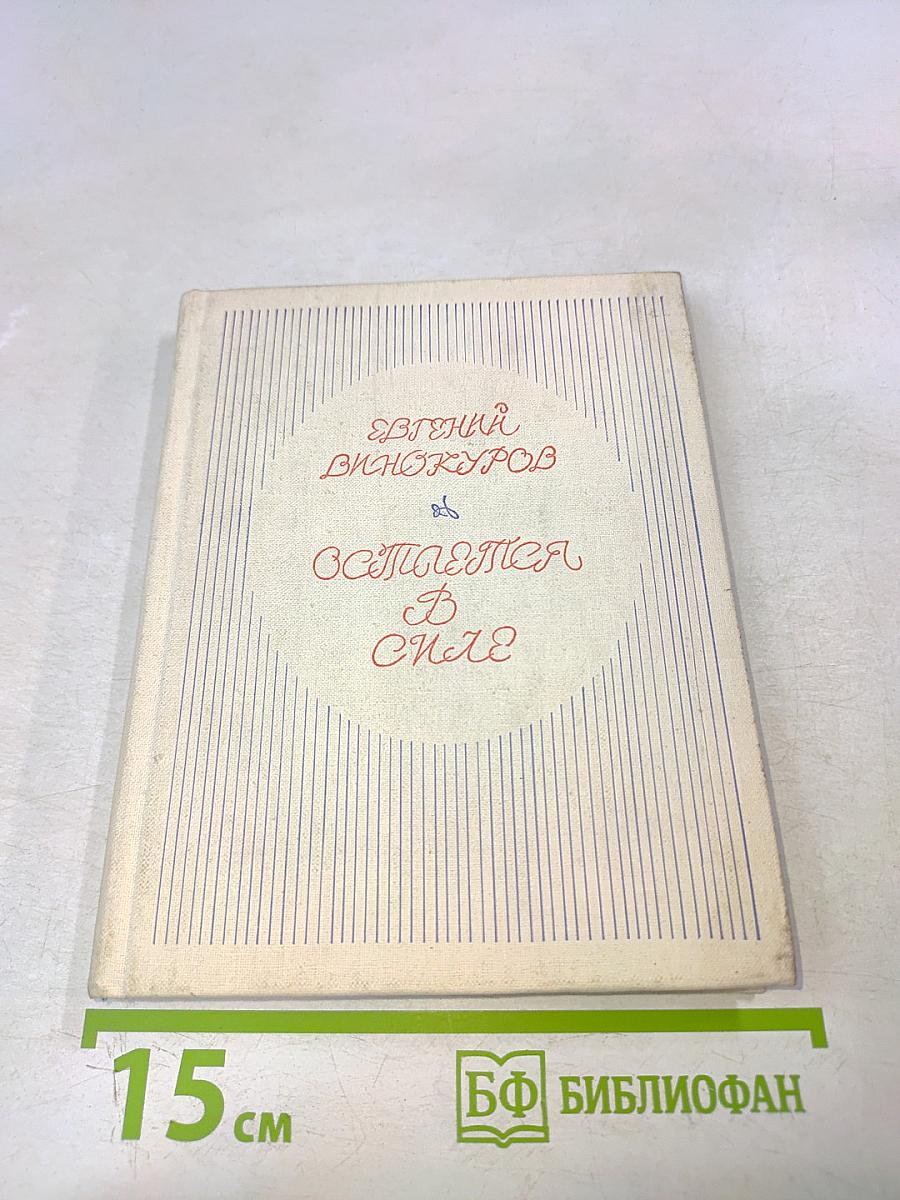 ЕВГЕНИЙ
ВИНОКУРОВ
ОСТАЕТСЯ
В
СИЛЕ
15 см
БФ БИБЛИОФАН